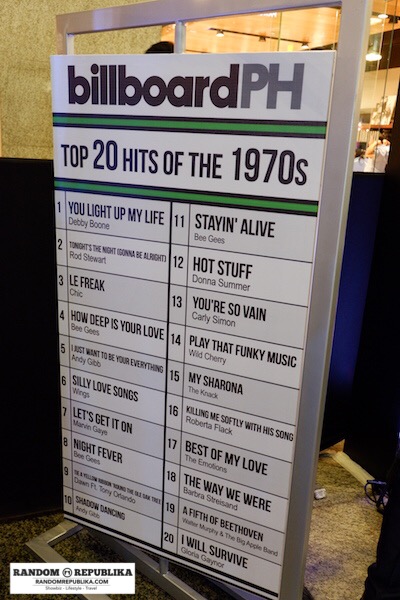 billboardPH
TOP 20 HITS OF THE 1970s
1 YOU LIGHT UP MY LIFE
Debby Boone
2 TONIGHT'S THE NIGHT (GONNA BE ALRIGHT)
Rod Stewart
3 LE FREAK
Chic
4 HOW DEEP IS YOUR LOVE
Bee Gees
5 I JUST WANT TO BE YOUR EVERYTHING
Andy Gibb
6 SILLY LOVE SONGS
Wings
7 LET'S GET IT ON
Marvin Gaye
8 NIGHT FEVER
Bee Gees
9 TIE A YELLOW RIBBON 'ROUND THE OLE OAK TREE
Dawn Ft. Tony Orlando
10 SHADOW DANCING
Andy Gibb
11 STAYIN' ALIVE
Bee Gees
12 HOT STUFF
Donna Summer
13 YOU'RE SO VAIN
Carly Simon
14 PLAY THAT FUNKY MUSIC
Wild Cherry
15 MY SHARONA
The Knack
16 KILLING ME SOFTLY WITH HIS SONG
Roberta Flack
17 BEST OF MY LOVE
The Emotions
18 THE WAY WE WERE
Barbra Streisand
19 A FIFTH OF BEETHOVEN
Walter Murphy & The Big Apple Band
20 I WILL SURVIVE
Gloria Gaynor
RANDOM R REPUBLIKA
RANDOMREPUBLIKA.COM
Showbiz - Lifestyle - Travel